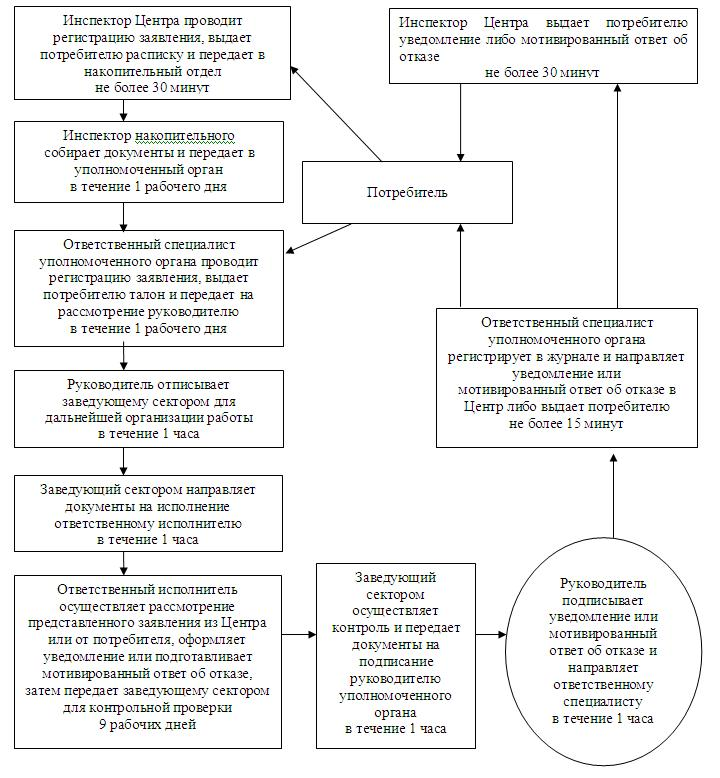 Инспектор Центра проводит
регистрацию заявления, выдает
потребителю расписку и передает в
накопительный отдел
не более 30 минут
Инспектор Центра выдает потребителю
уведомление либо мотивированный ответ об
отказе
не более 30 минут
Инспектор накопительного
собирает документы и передает в
уполномоченный орган
в течение 1 рабочего дня
Потребитель
Ответственный специалист
уполномоченного органа проводит
регистрацию заявления, выдает
потребителю талон и передает на
рассмотрение руководителю
в течение 1 рабочего дня
Ответственный специалист
уполномоченного органа
регистрирует в журнале и направляет
уведомление или
мотивированный ответ об отказе в
Центр либо выдает потребителю
не более 15 минут
Руководитель отписывает
заведующему сектором для
дальнейшей организации работы
в течение 1 часа
Заведующий сектором направляет
документы на исполнение
ответственному исполнителю
в течение 1 часа
Ответственный исполнитель
осуществляет рассмотрение
представленного заявления из Центра
или от потребителя, оформляет
уведомление или подготавливает
мотивированный ответ об отказе,
затем передает заведующему сектором
для контрольной проверки
9 рабочих дней
Заведующий
сектором
осуществляет
контроль и передает
документы на
подписание
руководителю
уполномоченного
органа
в течение 1 часа
Руководитель
подписывает
уведомление или
мотивированный
ответ об отказе и
направляет
ответственному
специалисту
в течение 1 часа